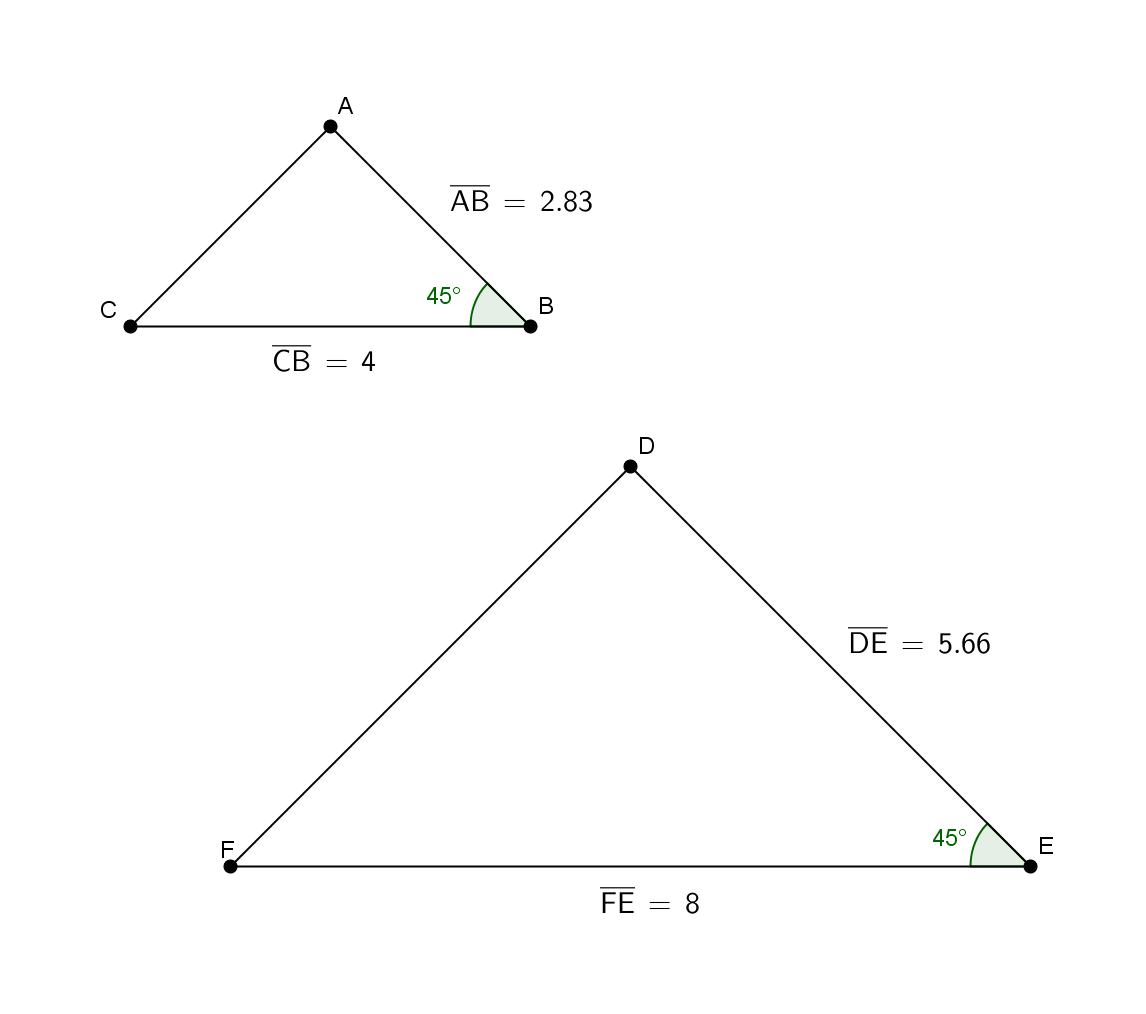 A
AB = 2.83
45°
C
B
CB = 4
D
DE = 5.66
45°
F
E
FE = 8